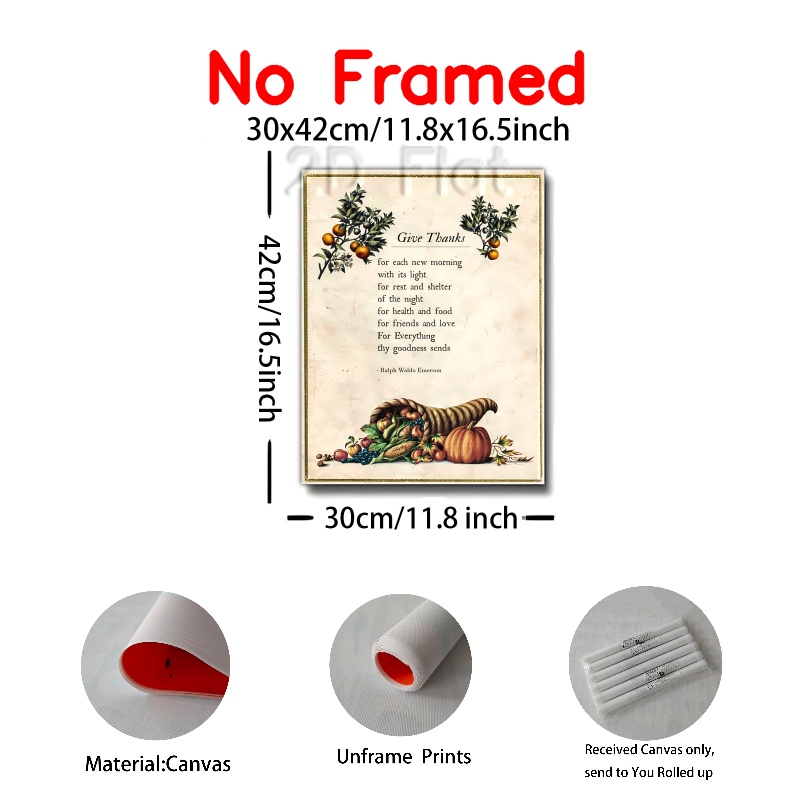 No Framed
30x42cm/11.8x16.5inch
2D Flat
42cm/16.5inch
Give Thanks
for each new morning
with its light
for rest and shelter
of the night
for health and food
for friends and love
For Everything
thy goodness sends
- Ralph Waldo Emerson
30cm/11.8 inch
Material:Canvas
Unframe Prints
Received Canvas only,
send to You Rolled up